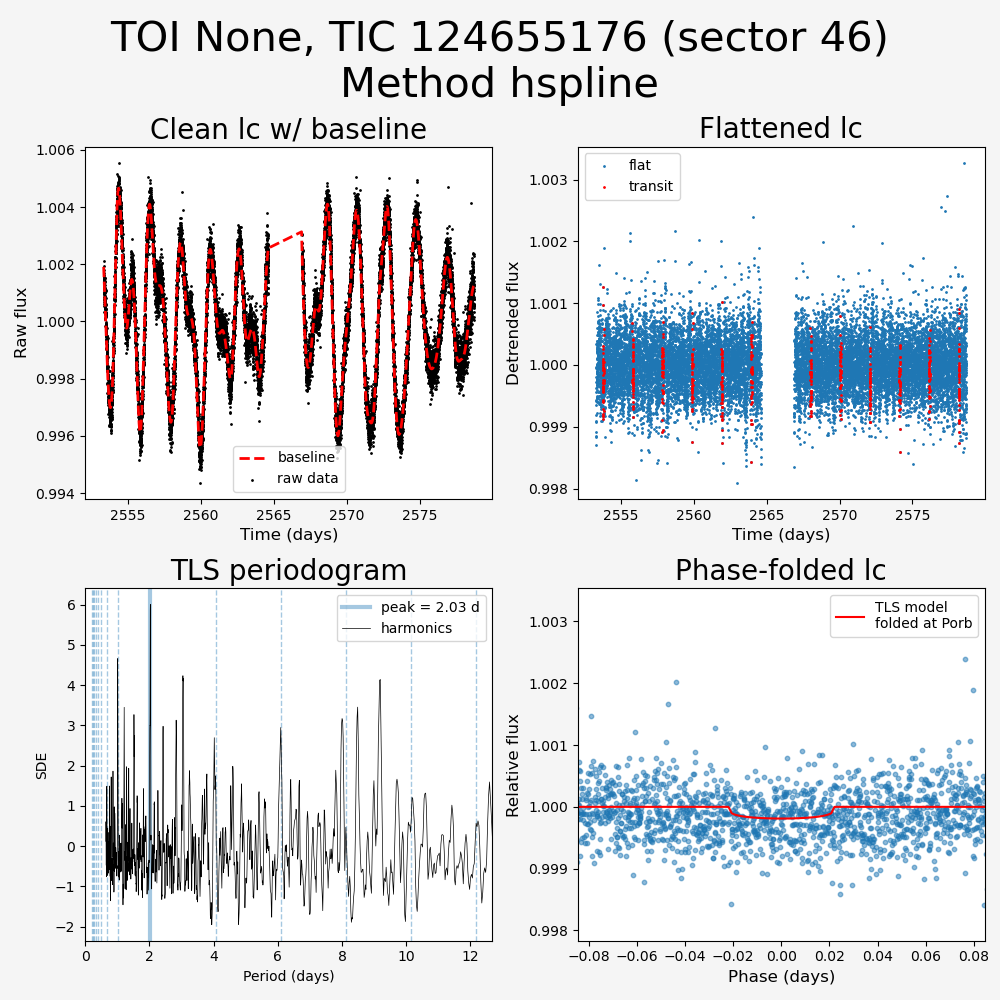 TOI None, TIC 124655176 (sector 46)
Method hspline
Clean lc w/ baseline
Raw flux
1.006
1.004
1.002
1.000
0.998
0.996
0.994
baseline
raw data
2555 2560 2565 2570 2575
Time (days)
Flattened lc
Detrended flux
1.003
1.002
1.001
1.000
0.999
0.998
flat
transit
2555 2560 2565 2570 2575
Time (days)
TLS periodogram
SDE
6
5
4
3
2
1
0
−1
−2
peak = 2.03 d
harmonics
0 2 4 6 8 10 12
Period (days)
Phase-folded lc
Relative flux
1.003
1.002
1.001
1.000
0.999
0.998
TLS model
folded at Porb
−0.08 −0.06 −0.04 −0.02 0.00 0.02 0.04 0.06 0.08
Phase (days)